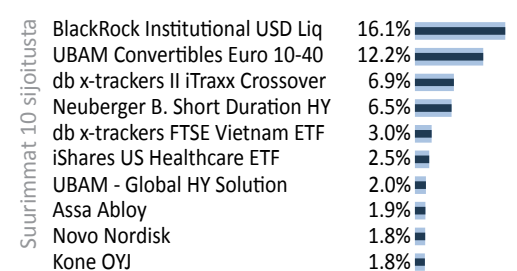 Suurimmat 10 sijoitusta
BlackRock Institutional USD Liq 16.1%
UBAM Convertibles Euro 10-40 12.2%
db x-trackers II iTraxx Crossover 6.9%
Neuberger B. Short Duration HY 6.5%
db x-trackers FTSE Vietnam ETF 3.0%
iShares US Healthcare ETF 2.5%
UBAM - Global HY Solution 2.0%
Assa Abloy 1.9%
Novo Nordisk 1.8%
Kone OYJ 1.8%